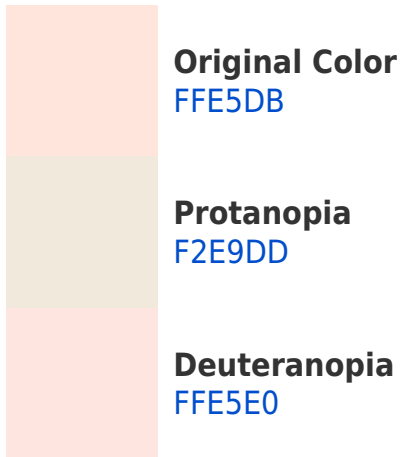 Original Color
FFE5DB
Protanopia
F2E9DD
Deuteranopia
FFE5E0